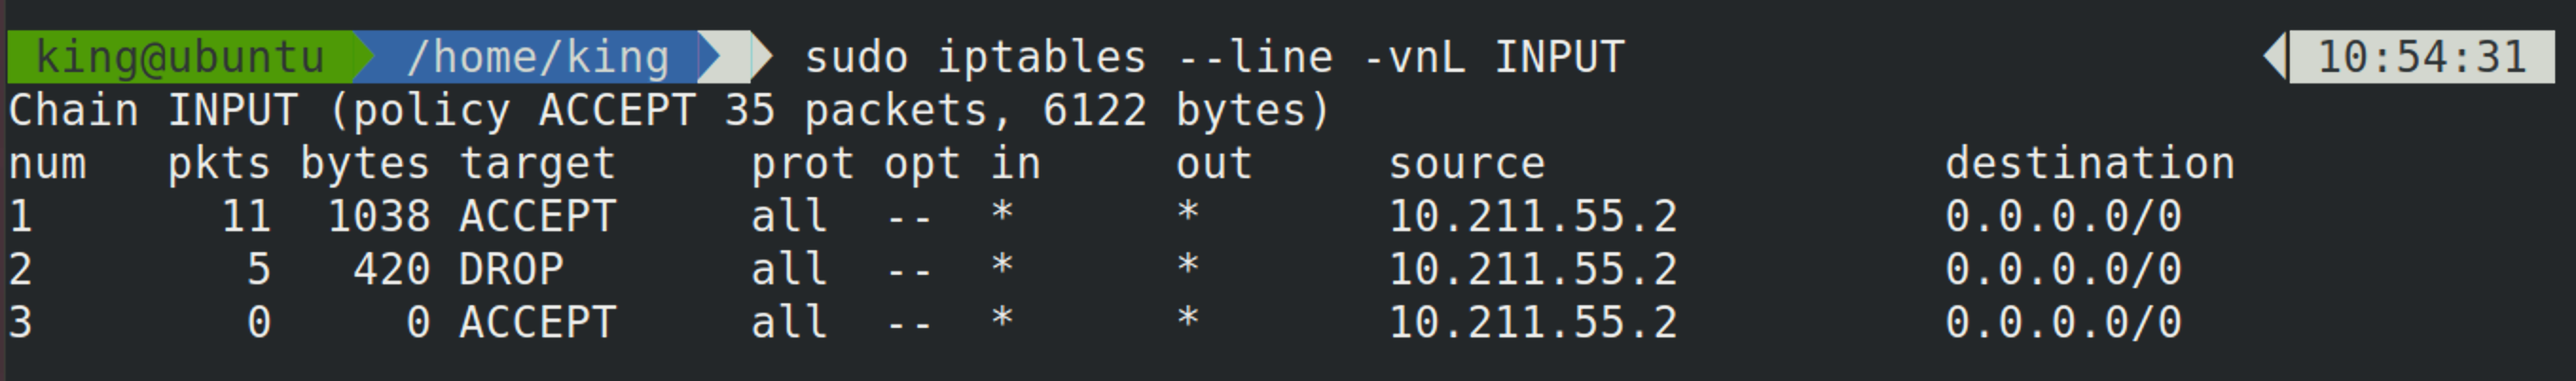 king@ubuntu /home/king sudo iptables --line -vnL INPUT 10:54:31
Chain INPUT (policy ACCEPT 35 packets, 6122 bytes)
num pkts bytes target prot opt in out source destination
1 11 1038 ACCEPT all -- * * 10.211.55.2 0.0.0.0/0
2 5 420 DROP all -- * * 10.211.55.2 0.0.0.0/0
3 0 0 ACCEPT all -- * * 10.211.55.2 0.0.0.0/0